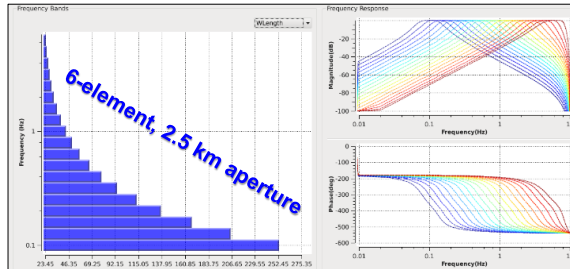 Frequency Bands
WLength
Frequency (Hz)
1
0.1
6-element, 2.5 km aperture
23.45 46.35 69.25 92.15 115.05 137.95 160.85 183.75 206.65 229.55 252.45 275.35
Frequency Response
Magnitude(dB)
-20
-40
-60
-80
-100
0.01 0.1 1
Frequency(Hz)
Phase(deg)
0
-100
-200
-300
-400
-500
-600
0.01 0.1 1
Frequency(Hz)